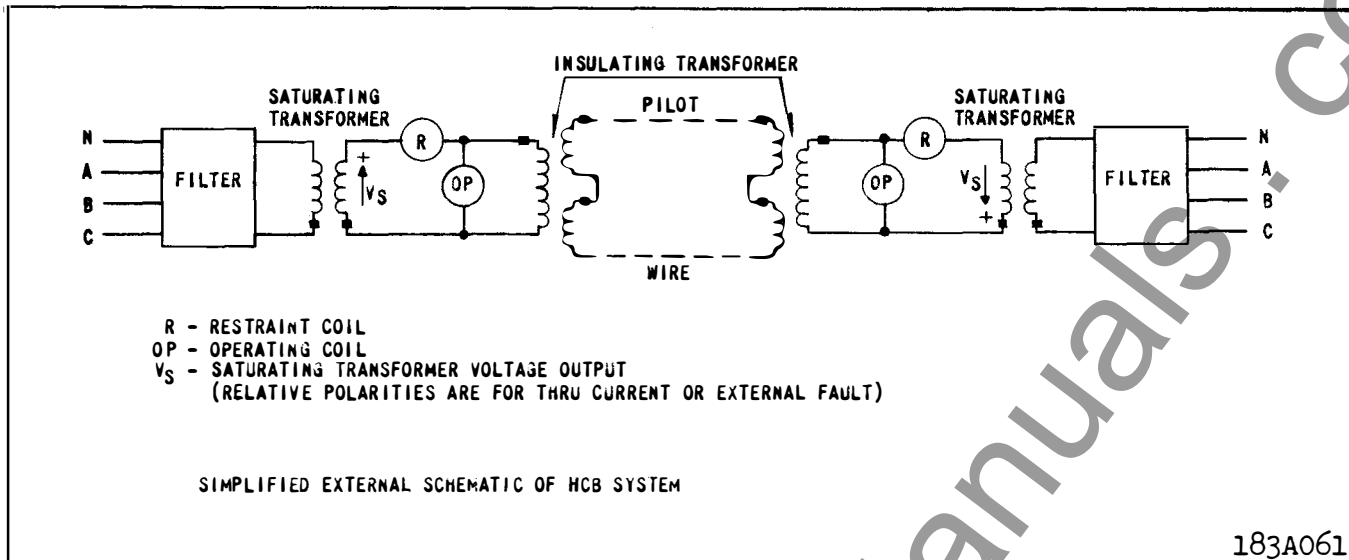 INSULATING TRANSFORMER
SATURATING
TRANSFORMER
PILOT
SATURATING
TRANSFORMER
N
A
B
C
FILTER
+
VS
R
OP
WIRE
OP
R
VS
+
FILTER
N
A
B
C
R - RESTRAINT COIL
OP - OPERATING COIL
VS - SATURATING TRANSFORMER VOLTAGE OUTPUT
(RELATIVE POLARITIES ARE FOR THRU CURRENT OR EXTERNAL FAULT)
SIMPLIFIED EXTERNAL SCHEMATIC OF HCB SYSTEM
183A061
anuals.co